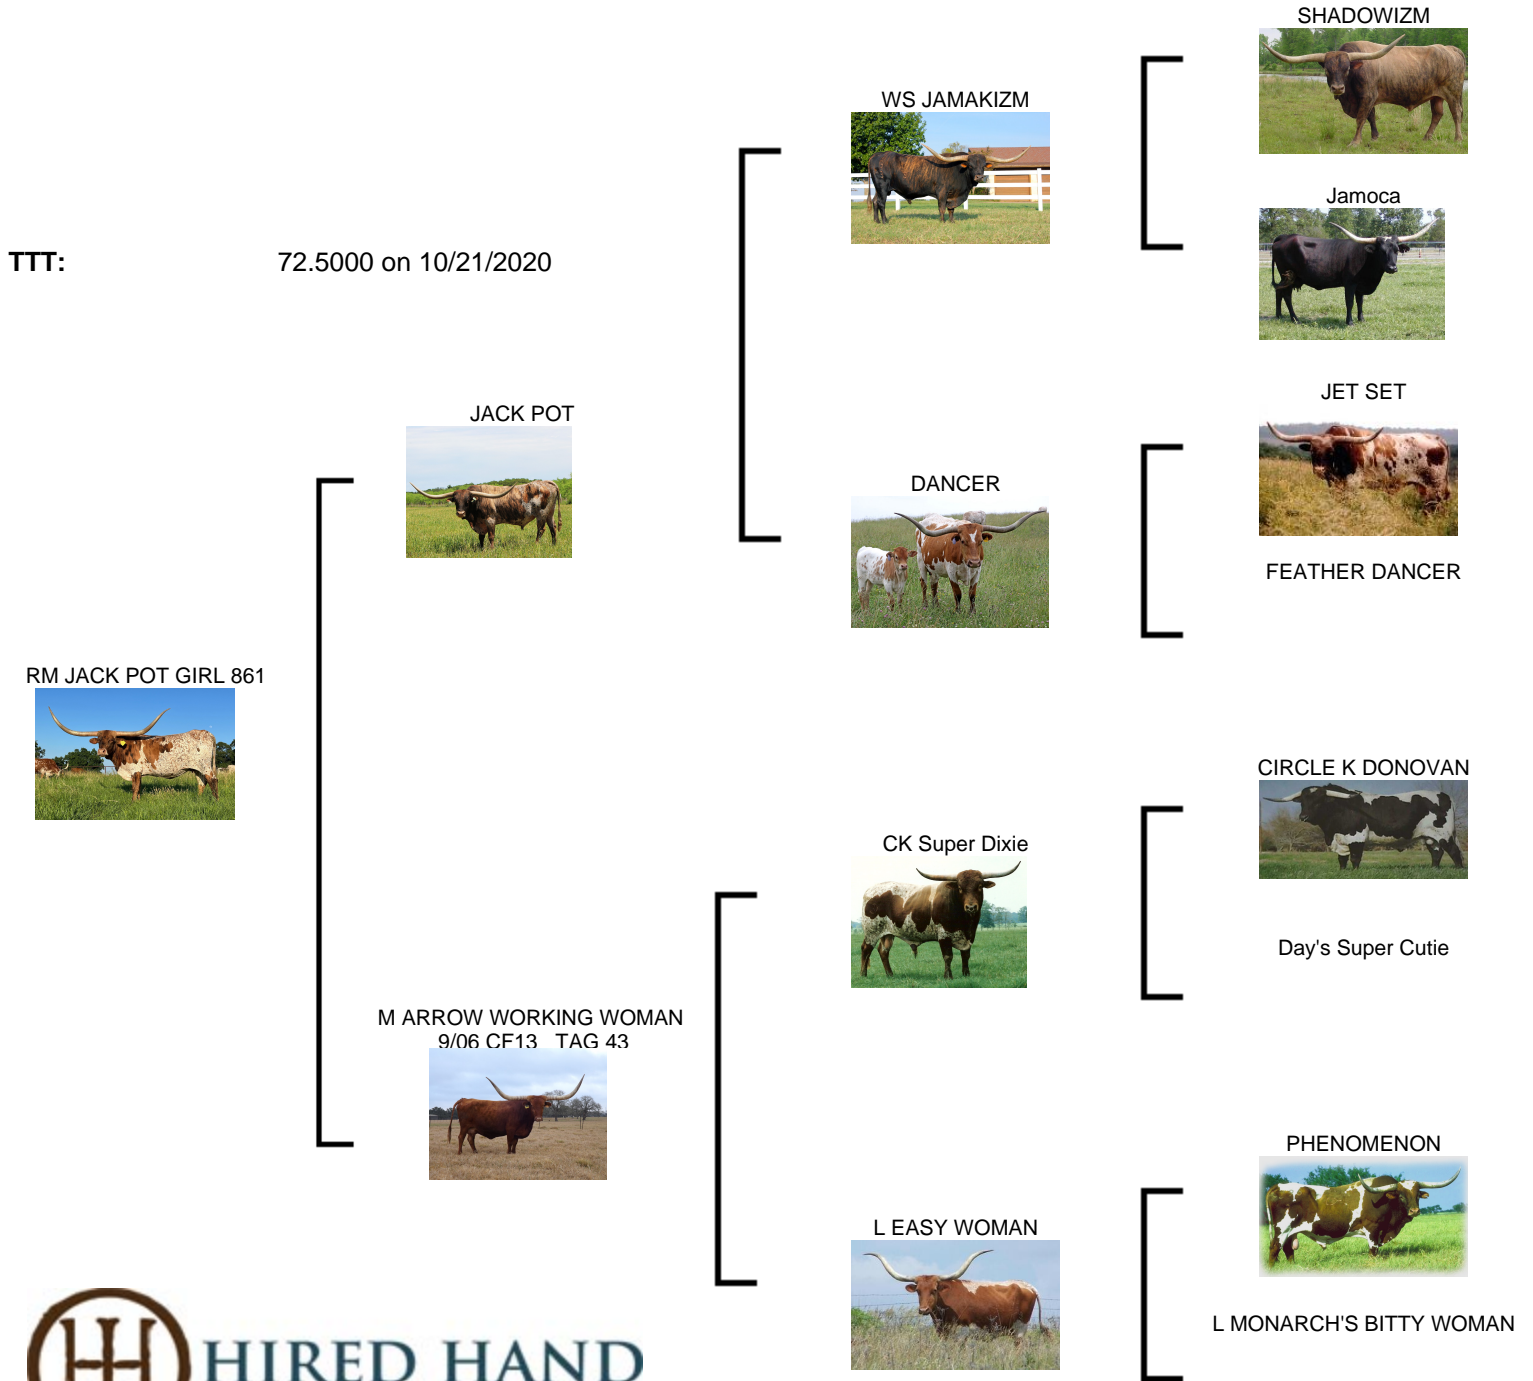 SHADOWIZM
WS JAMAKIZM
Jamoca
TTT: 72.5000 on 10/21/2020
JET SET
JACK POT
DANCER
FEATHER DANCER
RM JACK POT GIRL 861
CIRCLE K DONOVAN
CK Super Dixie
Day's Super Cutie
M ARROW WORKING WOMAN
9/06 CF13 TAG 43
PHENOMENON
L EASY WOMAN
L MONARCH'S BITTY WOMAN
HH HIRED HAND